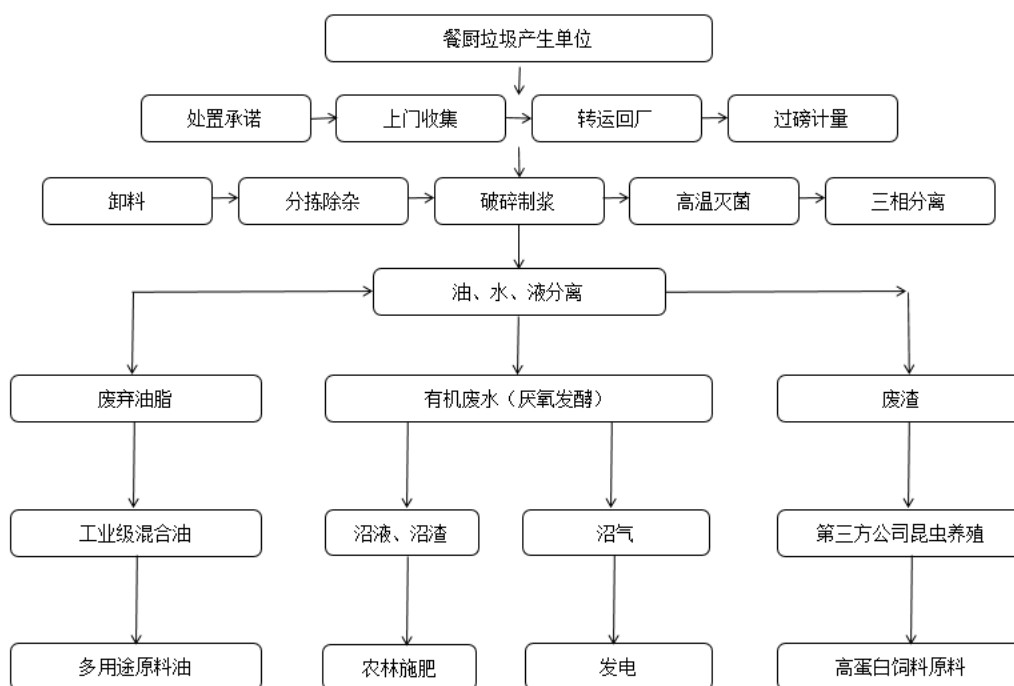 餐厨垃圾产生单位
处置承诺
上门收集
转运回厂
过磅计量
卸料
分拣除杂
破碎制浆
高温灭菌
三相分离
油、水、液分离
废弃油脂
有机废水（厌氧发酵）
废渣
工业级混合油
沼液、沼渣
沼气
第三方公司昆虫养殖
多用途原料油
农林施肥
发电
高蛋白饲料原料